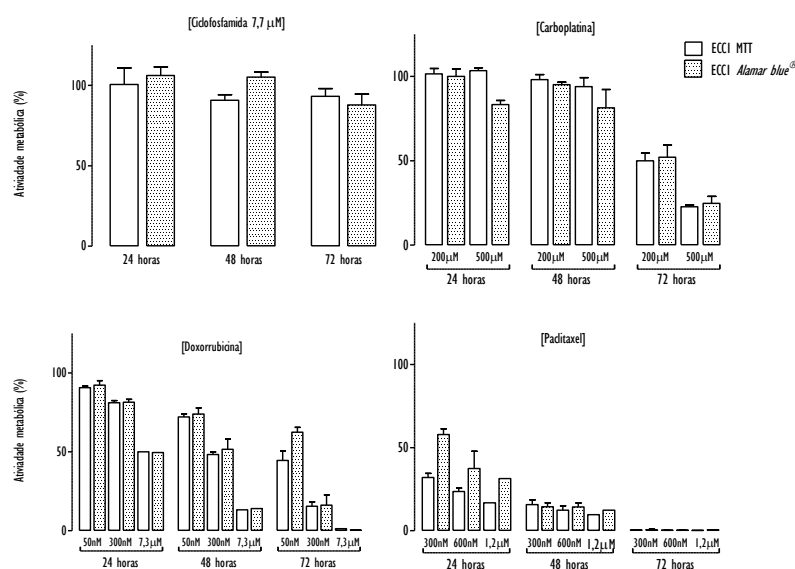 [Ciclofosfamida 7,7 µM]
Atividade metabólica (%)
100
50
0
24 horas
48 horas
72 horas
[Carboplatina]
ECCI MTT
ECCI Alamar blue®
100
50
0
200µM 500µM
200µM 500µM
200µM 500µM
24 horas
48 horas
72 horas
[Doxorrubicina]
Atividade metabólica (%)
100
50
0
50nM 300nM 7,3µM
50nM 300nM 7,3µM
50nM 300nM 7,3µM
24 horas
48 horas
72 horas
[Paclitaxel]
100
50
0
300nM 600nM 1,2µM
300nM 600nM 1,2µM
300nM 600nM 1,2µM
24 horas
48 horas
72 horas